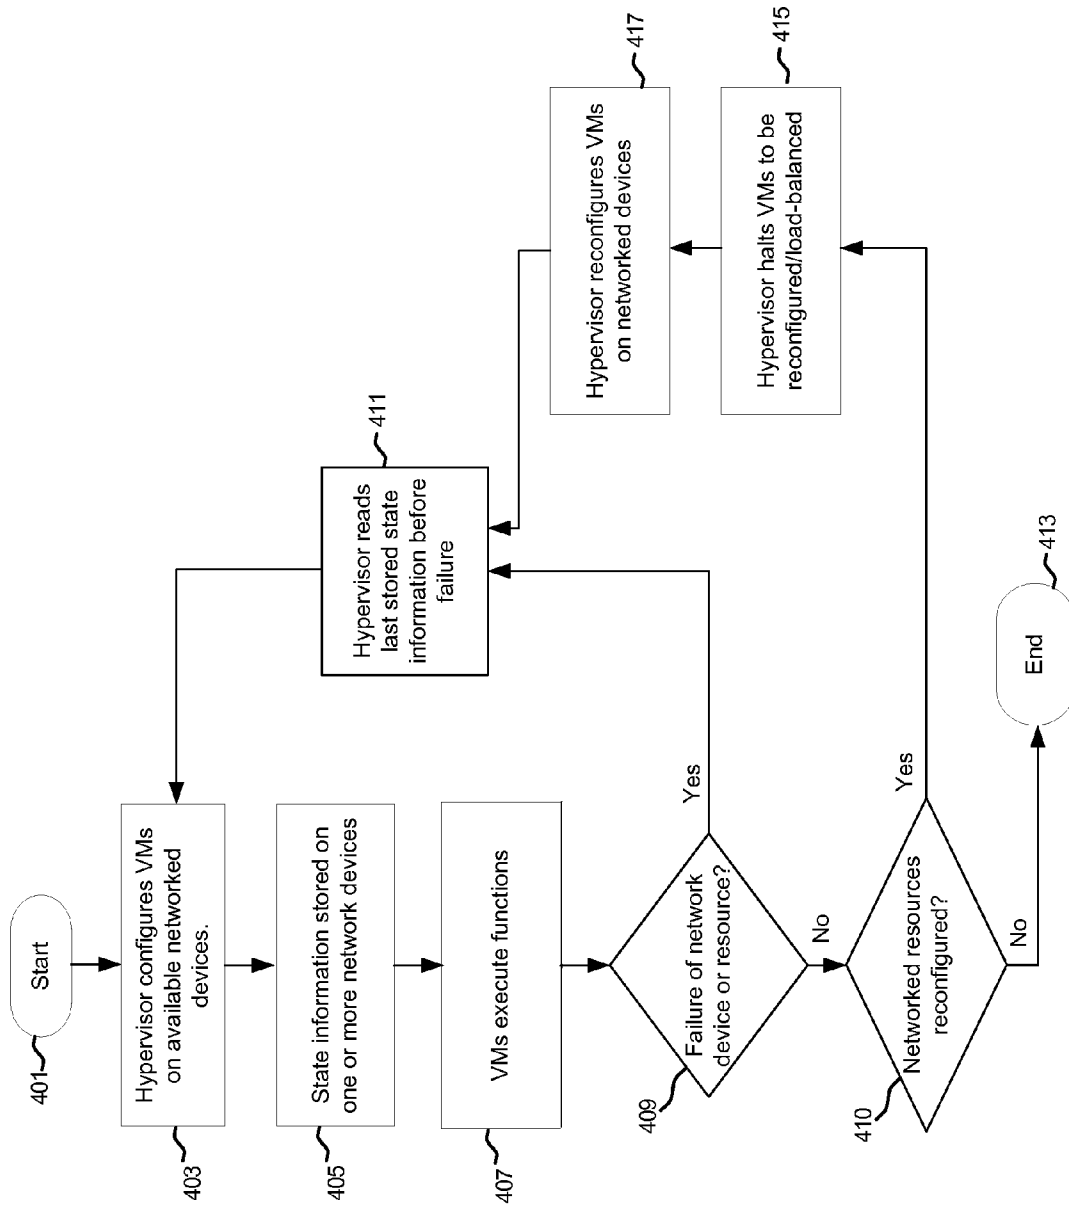 Start
401
Hypervisor configures VMs
on available networked
devices.
403
State information stored on
one or more network devices
405
VMs execute functions
407
Failure of network
device or resource?
409
Yes
No
Hypervisor reads
last stored state
information before
failure
411
Networked resources
reconfigured?
410
Yes
No
End
413
Hypervisor halts VMs to be
reconfigured/load-balanced
415
Hypervisor reconfigures VMs
on networked devices
417